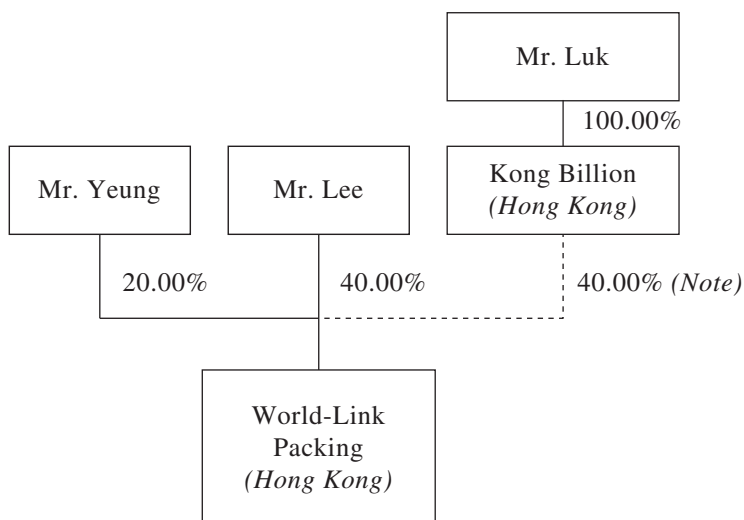 Mr. Luk
100.00%
Mr. Yeung
Mr. Lee
Kong Billion
(Hong Kong)
20.00%
40.00%
40.00% (Note)
World-Link
Packing
(Hong Kong)